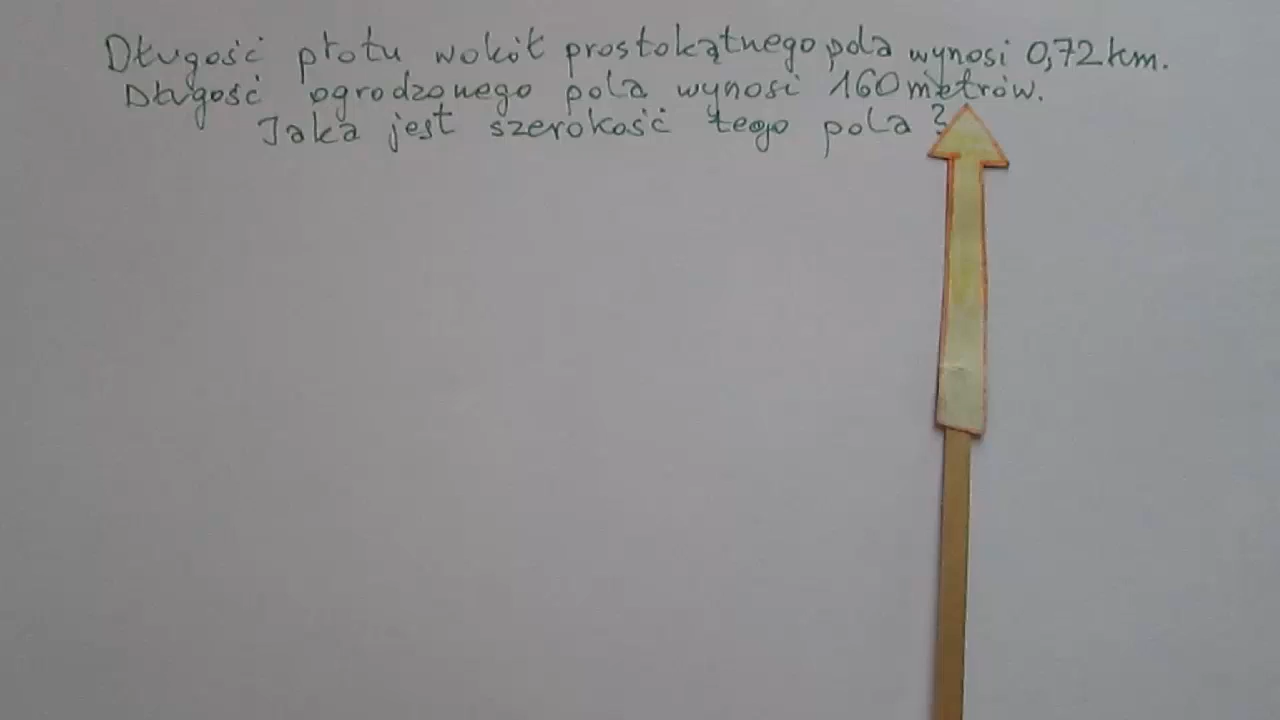 Długość płotu wokół prostokątnego pola wynosi 0,72 km.
Długość ogrodzonego pola wynosi 160 metrów.
Jaka jest szerokość tego pola ?